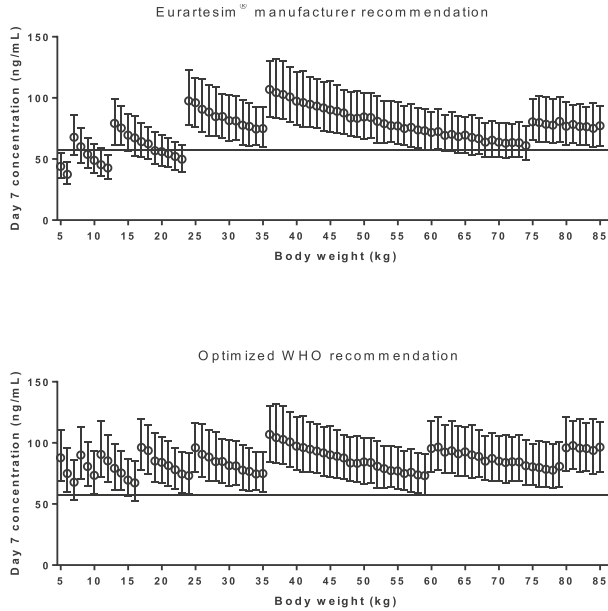 Eurartesim® manufacturer recommendation
Day 7 concentration (ng/mL)
150
100
50
0
5 10 15 20 25 30 35 40 45 50 55 60 65 70 75 80 85
Body weight (kg)
Optimized WHO recommendation
Day 7 concentration (ng/mL)
150
100
50
0
5 10 15 20 25 30 35 40 45 50 55 60 65 70 75 80 85
Body weight (kg)